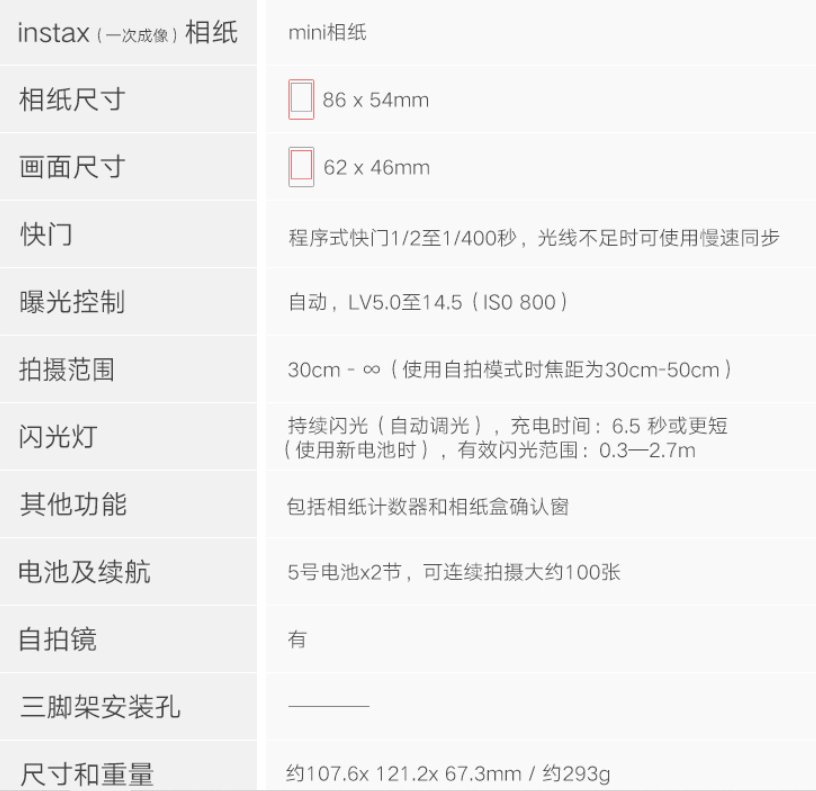 instax（一次成像）相纸 mini相纸
相纸尺寸 86 x 54mm
画面尺寸 62 x 46mm
快门 程序式快门1/2至1/400秒，光线不足时可使用慢速同步
曝光控制 自动，LV5.0至14.5（IS0 800）
拍摄范围 30cm - ∞（使用自拍模式时焦距为30cm-50cm）
闪光灯 持续闪光（自动调光），充电时间：6.5 秒或更短
（使用新电池时），有效闪光范围：0.3—2.7m
其他功能 包括相纸计数器和相纸盒确认窗
电池及续航 5号电池x2节，可连续拍摄大约100张
自拍镜 有
三脚架安装孔 ———
尺寸和重量 约107.6x 121.2x 67.3mm / 约293g